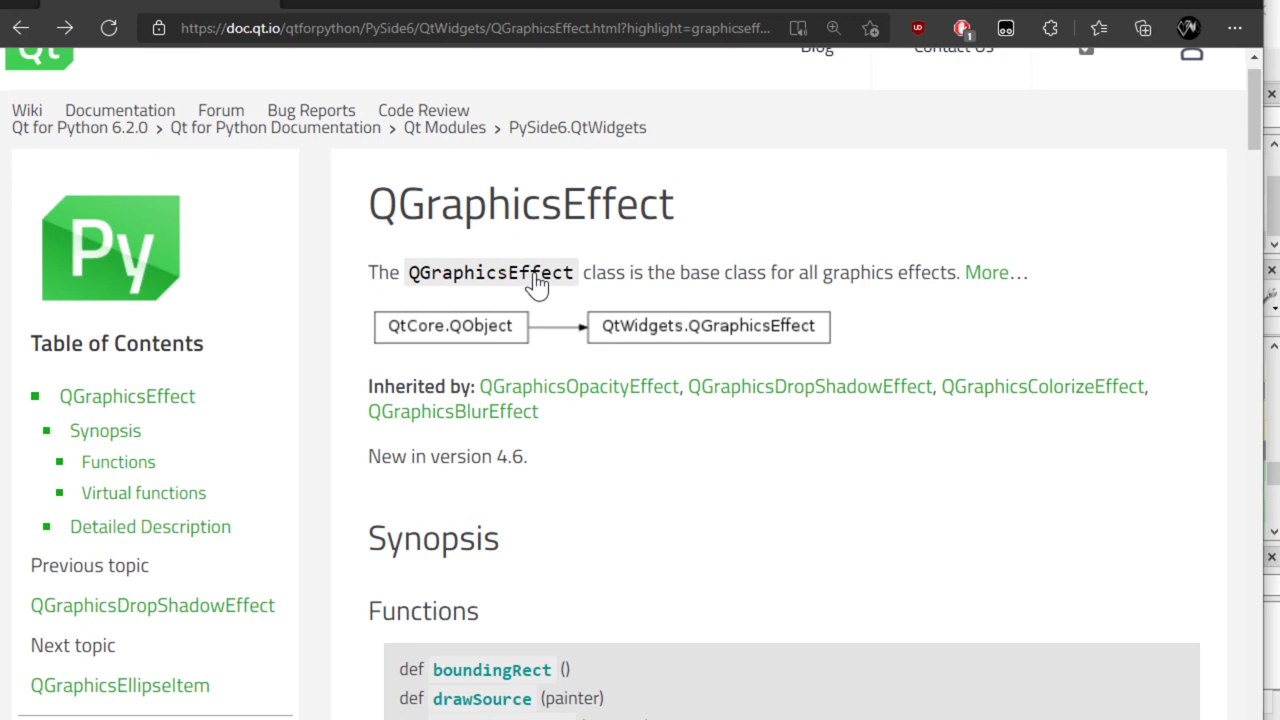 https://doc.qt.io/qtforpython/PySide6/QtWidgets/QGraphicsEffect.html?highlight=graphicseff...
1
Qt
Blog
Contact Us
Wiki Documentation Forum Bug Reports Code Review
Qt for Python 6.2.0 > Qt for Python Documentation > Qt Modules > PySide6.QtWidgets
Py
Table of Contents
QGraphicsEffect
Synopsis
Functions
Virtual functions
Detailed Description
Previous topic
QGraphicsDropShadowEffect
Next topic
QGraphicsEllipseItem
QGraphicsEffect
The QGraphicsEffect class is the base class for all graphics effects. More…
QtCore.QObject
QtWidgets.QGraphicsEffect
Inherited by: QGraphicsOpacityEffect, QGraphicsDropShadowEffect, QGraphicsColorizeEffect,
QGraphicsBlurEffect
New in version 4.6.
Synopsis
Functions
def boundingRect ()
def drawSource (painter)